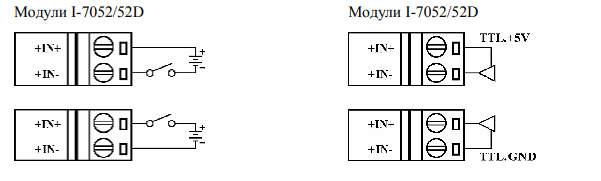 Модули I-7052/52D
+IN+
+IN-
+
-
+IN+
+IN-
+
-
Модули I-7052/52D
TTL.+5V
+IN+
+IN-
+IN+
+IN-
TTL.GND